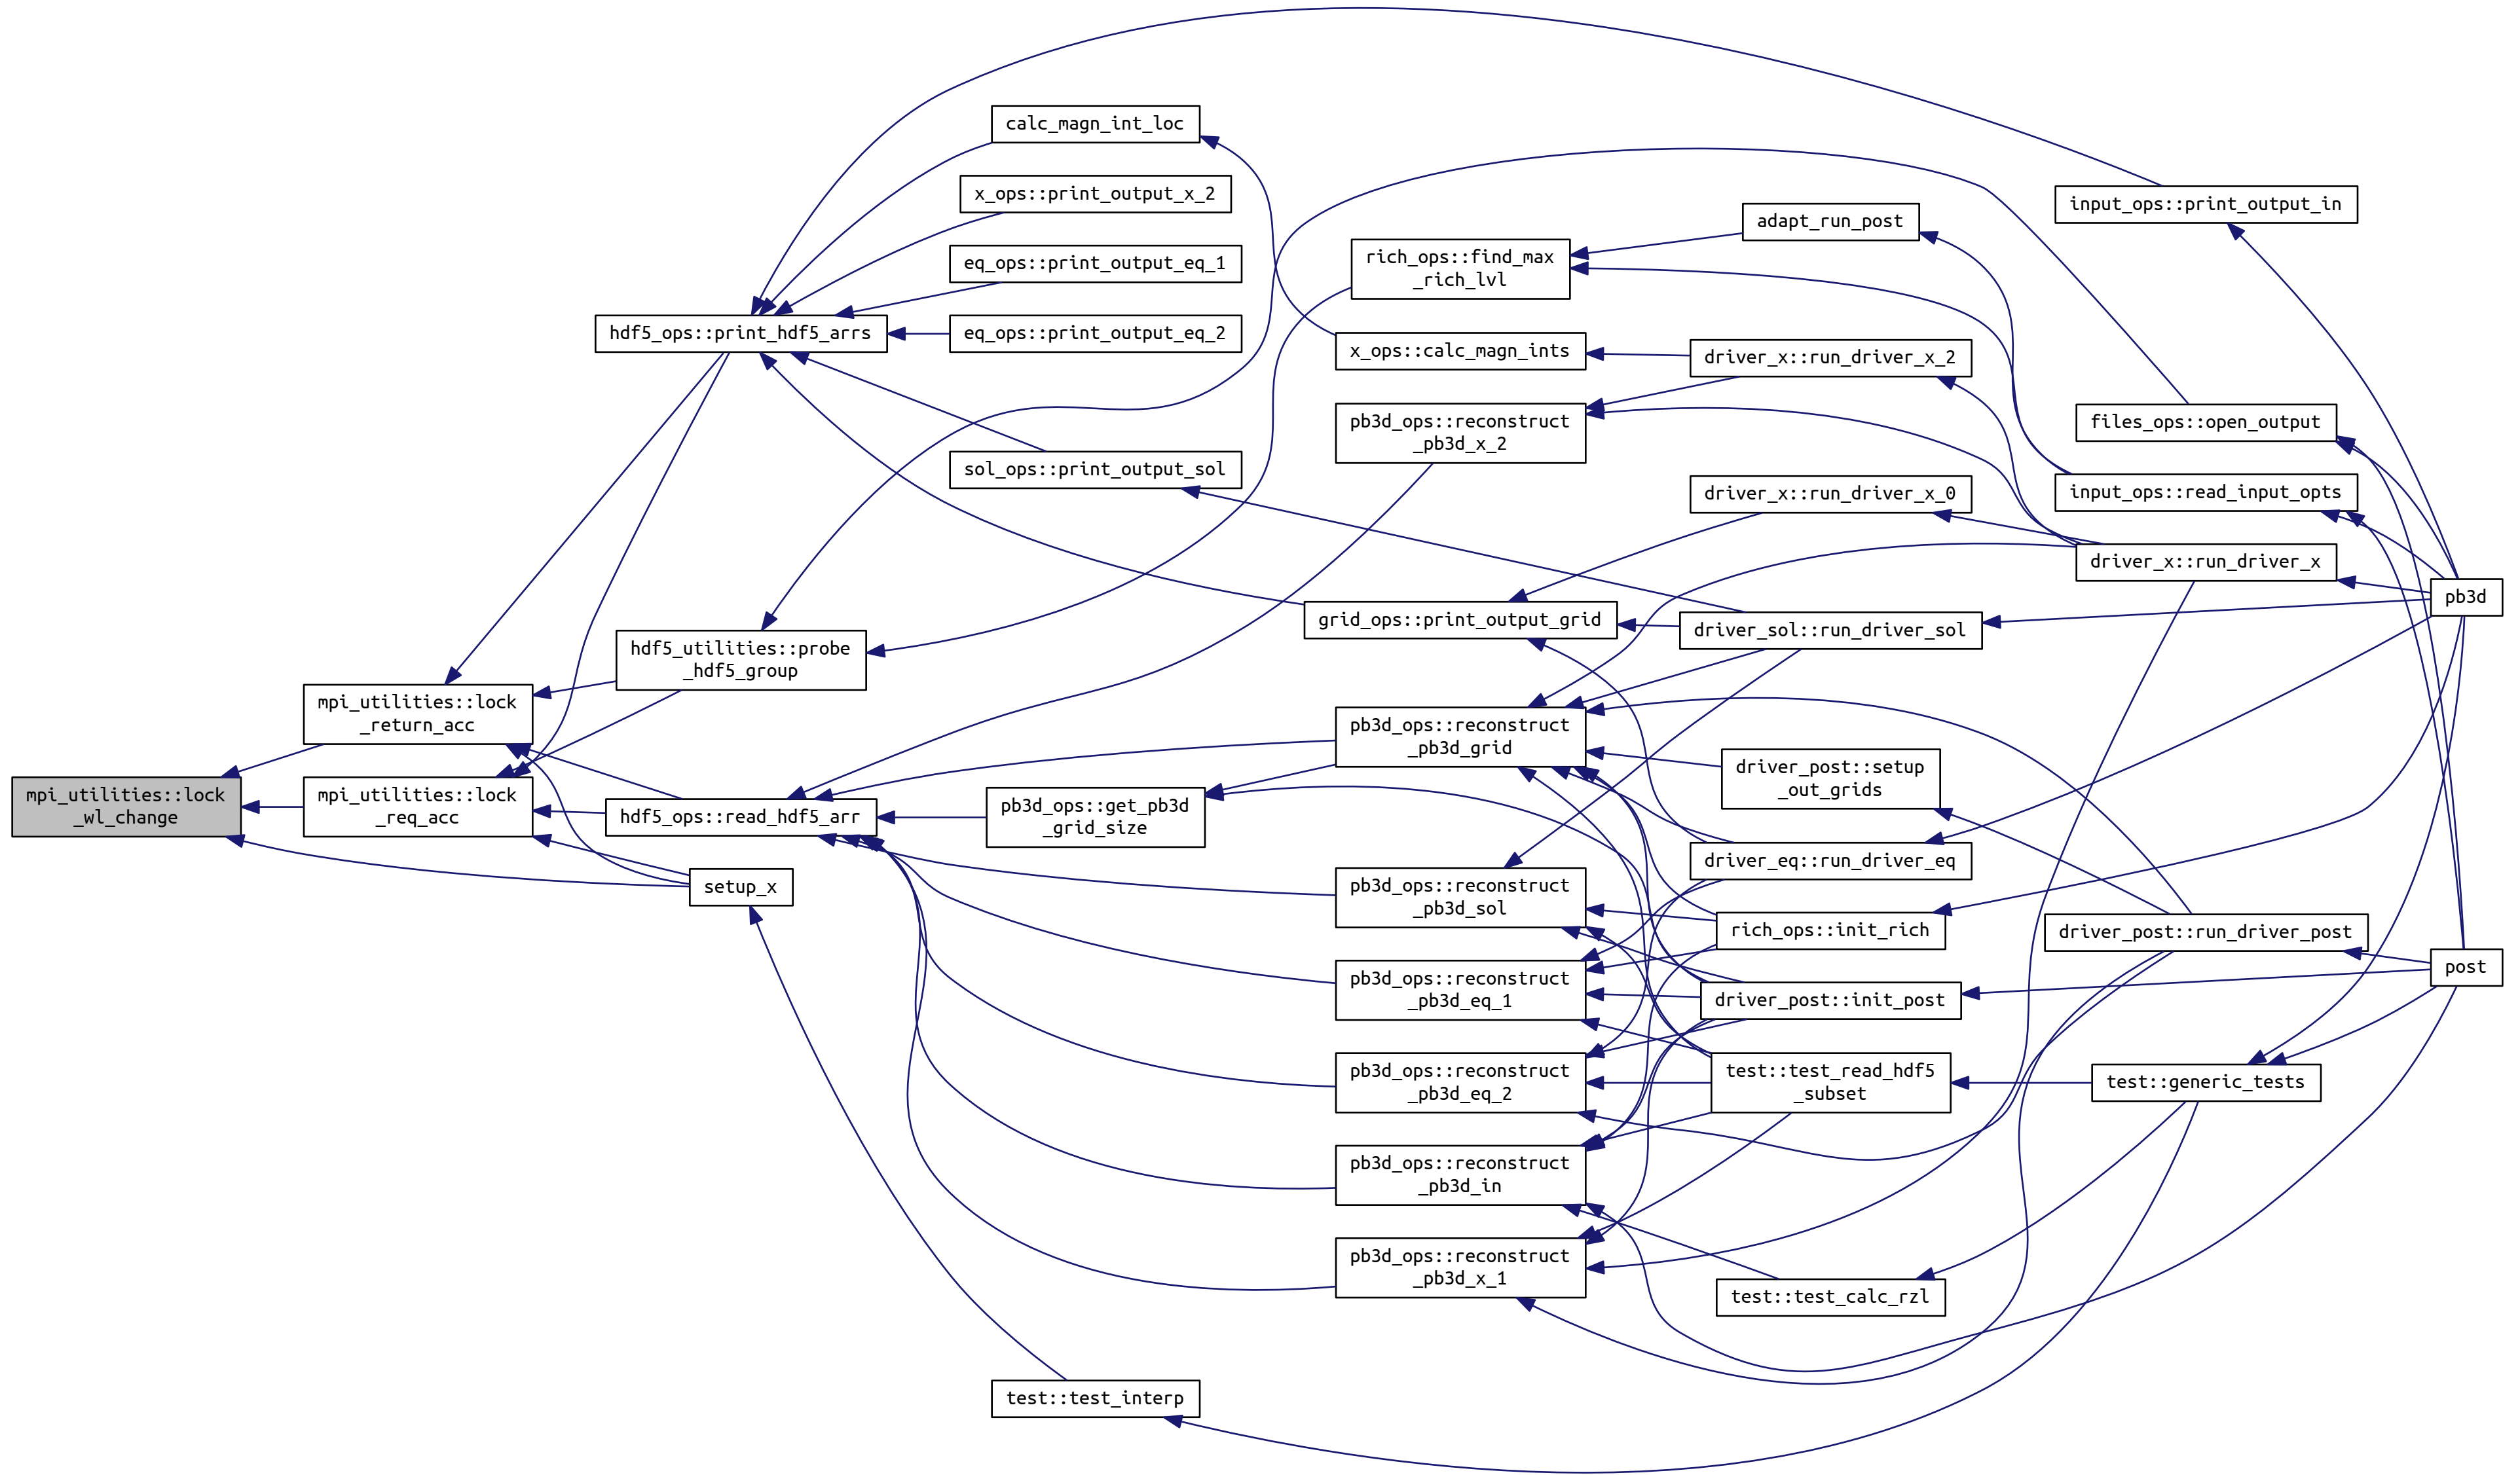 mpi_utilities::lock
_wl_change
mpi_utilities::lock
_return_acc
mpi_utilities::lock
_req_acc
hdf5_ops::print_hdf5_arrs
hdf5_utilities::probe
_hdf5_group
hdf5_ops::read_hdf5_arr
setup_x
calc_magn_int_loc
x_ops::print_output_x_2
eq_ops::print_output_eq_1
eq_ops::print_output_eq_2
sol_ops::print_output_sol
pb3d_ops::get_pb3d
_grid_size
test::test_interp
rich_ops::find_max
_rich_lvl
x_ops::calc_magn_ints
pb3d_ops::reconstruct
_pb3d_x_2
grid_ops::print_output_grid
pb3d_ops::reconstruct
_pb3d_grid
pb3d_ops::reconstruct
_pb3d_sol
pb3d_ops::reconstruct
_pb3d_eq_1
pb3d_ops::reconstruct
_pb3d_eq_2
pb3d_ops::reconstruct
_pb3d_in
pb3d_ops::reconstruct
_pb3d_x_1
adapt_run_post
driver_x::run_driver_x_2
driver_x::run_driver_x_0
driver_sol::run_driver_sol
driver_post::setup
_out_grids
driver_eq::run_driver_eq
rich_ops::init_rich
driver_post::init_post
test::test_read_hdf5
_subset
test::test_calc_rzl
input_ops::print_output_in
files_ops::open_output
input_ops::read_input_opts
driver_x::run_driver_x
driver_post::run_driver_post
test::generic_tests
pb3d
post